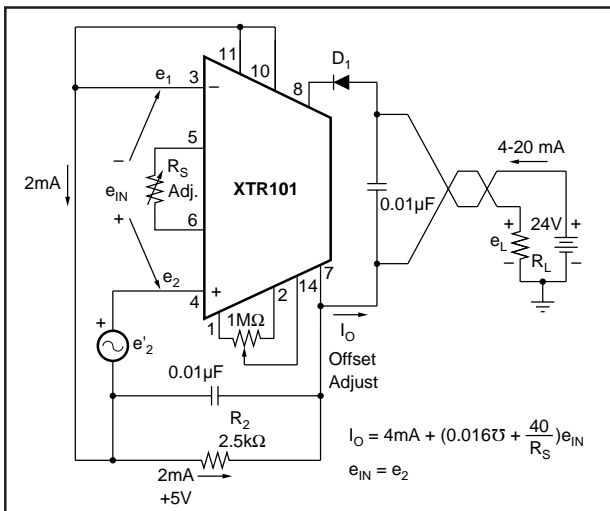 11
10
3
e1
−
8
D1
5
RS
Adj.
6
eIN
−
+
2mA
XTR101
0.01µF
4-20 mA
24V
+
eL
RL
+
−
−
e2
4
+
1
2
14
7
1MΩ
IO
Offset
Adjust
+
e'2
0.01µF
R2
2.5kΩ
2mA
+5V
IO = 4mA + (0.016℧ + 40/RS)eIN
eIN = e2